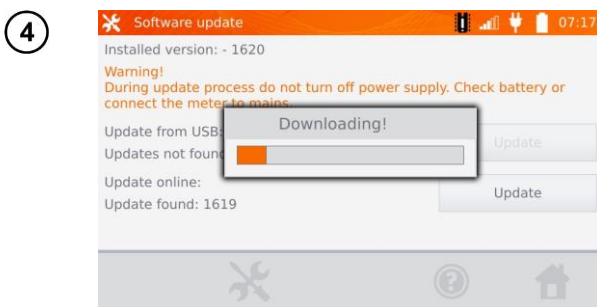 4
Software update
07:17
Installed version: - 1620
Warning!
During update process do not turn off power supply. Check battery or
connect the meter to mains.
Downloading!
Update from USB:
Update
Updates not found
Update online:
Update found: 1619
Update